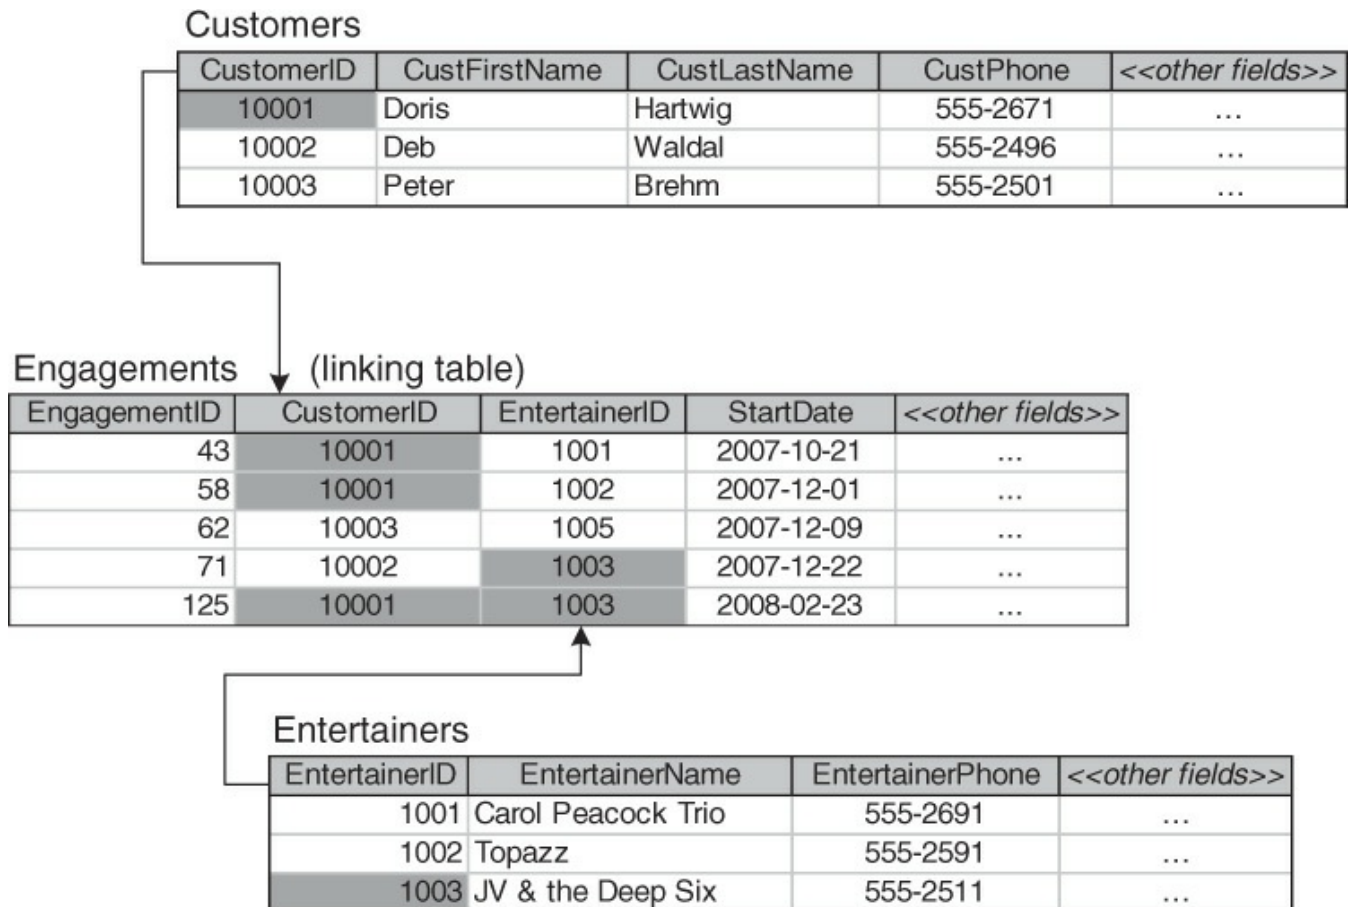 Customers
CustomerID CustFirstName CustLastName CustPhone <<other fields>>
10001 Doris Hartwig 555-2671 ...
10002 Deb Waldal 555-2496 ...
10003 Peter Brehm 555-2501 ...
Engagements (linking table)
EngagementID CustomerID EntertainerID StartDate <<other fields>>
43 10001 1001 2007-10-21 ...
58 10001 1002 2007-12-01 ...
62 10003 1005 2007-12-09 ...
71 10002 1003 2007-12-22 ...
125 10001 1003 2008-02-23 ...
Entertainers
EntertainerID EntertainerName EntertainerPhone <<other fields>>
1001 Carol Peacock Trio 555-2691 ...
1002 Topazz 555-2591 ...
1003 JV & the Deep Six 555-2511 ...